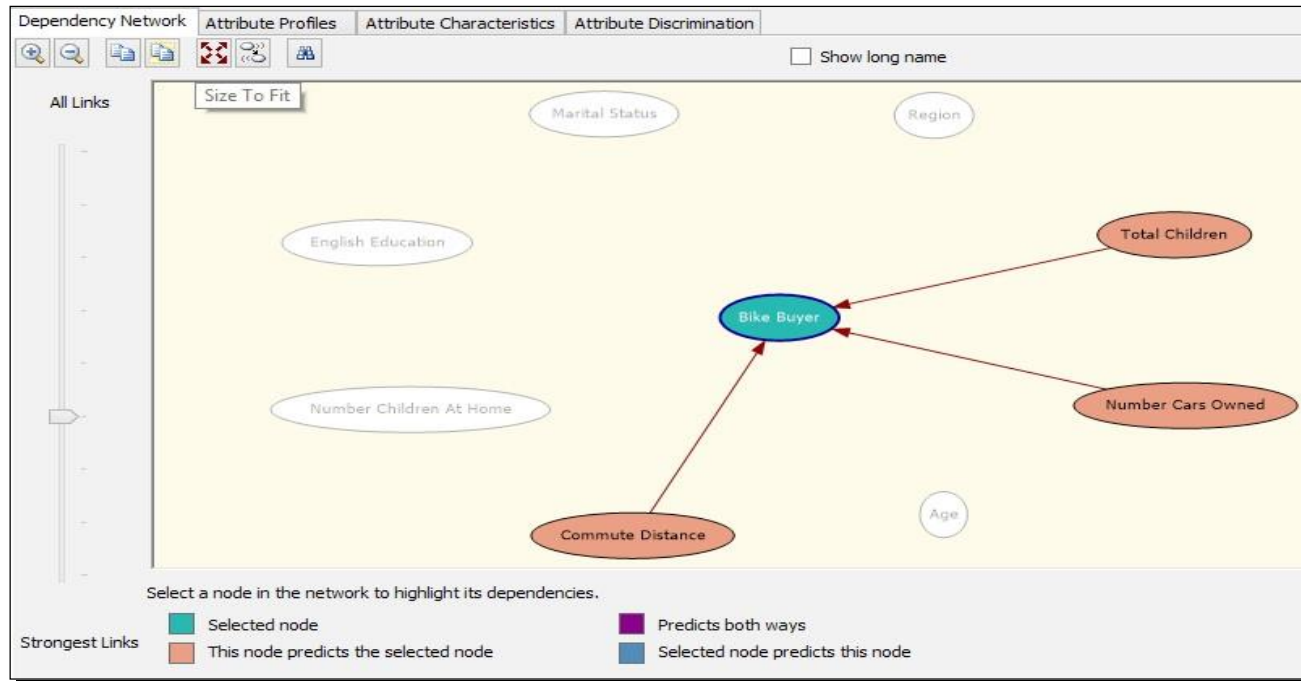 Dependency Network Attribute Profiles Attribute Characteristics Attribute Discrimination
Show long name
All Links
Size To Fit
Marital Status
Region
English Education
Total Children
Bike Buyer
Number Children At Home
Number Cars Owned
Age
Commute Distance
Select a node in the network to highlight its dependencies.
Selected node
Predicts both ways
Strongest Links
This node predicts the selected node
Selected node predicts this node